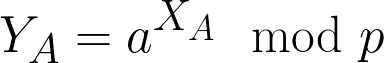 $Y_A = a^{X_A} \mod p$